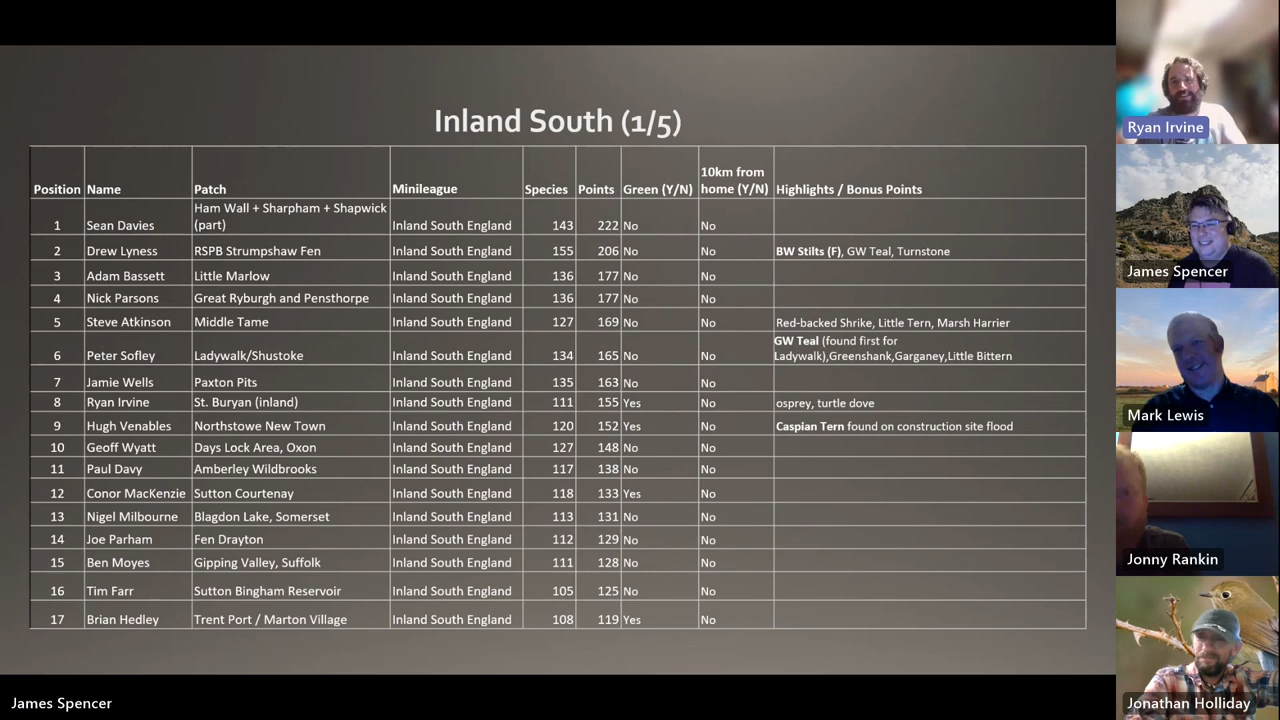 Inland South (1/5)
Position Name Patch Minileague Species Points Green (Y/N) 10km from home (Y/N) Highlights / Bonus Points
1 Sean Davies Ham Wall + Sharpham + Shapwick (part) Inland South England 143 222 No No
2 Drew Lyness RSPB Strumpshaw Fen Inland South England 155 206 No No BW Stilts (F), GW Teal, Turnstone
3 Adam Bassett Little Marlow Inland South England 136 177 No No
4 Nick Parsons Great Ryburgh and Pensthorpe Inland South England 136 177 No No
5 Steve Atkinson Middle Tame Inland South England 127 169 No No Red-backed Shrike, Little Tern, Marsh Harrier
6 Peter Sofley Ladywalk/Shustoke Inland South England 134 165 No No GW Teal (found first for Ladywalk),Greenshank,Garganey,Little Bittern
7 Jamie Wells Paxton Pits Inland South England 135 163 No No
8 Ryan Irvine St. Buryan (inland) Inland South England 111 155 Yes No osprey, turtle dove
9 Hugh Venables Northstowe New Town Inland South England 120 152 Yes No Caspian Tern found on construction site flood
10 Geoff Wyatt Days Lock Area, Oxon Inland South England 127 148 No No
11 Paul Davy Amberley Wildbrooks Inland South England 117 138 No No
12 Conor MacKenzie Sutton Courtenay Inland South England 118 133 Yes No
13 Nigel Milbourne Blagdon Lake, Somerset Inland South England 113 131 No No
14 Joe Parham Fen Drayton Inland South England 112 129 No No
15 Ben Moyes Gipping Valley, Suffolk Inland South England 111 128 No No
16 Tim Farr Sutton Bingham Reservoir Inland South England 105 125 No No
17 Brian Hedley Trent Port / Marton Village Inland South England 108 119 Yes No
James Spencer
Ryan Irvine
James Spencer
Mark Lewis
Jonny Rankin
Jonathan Holliday